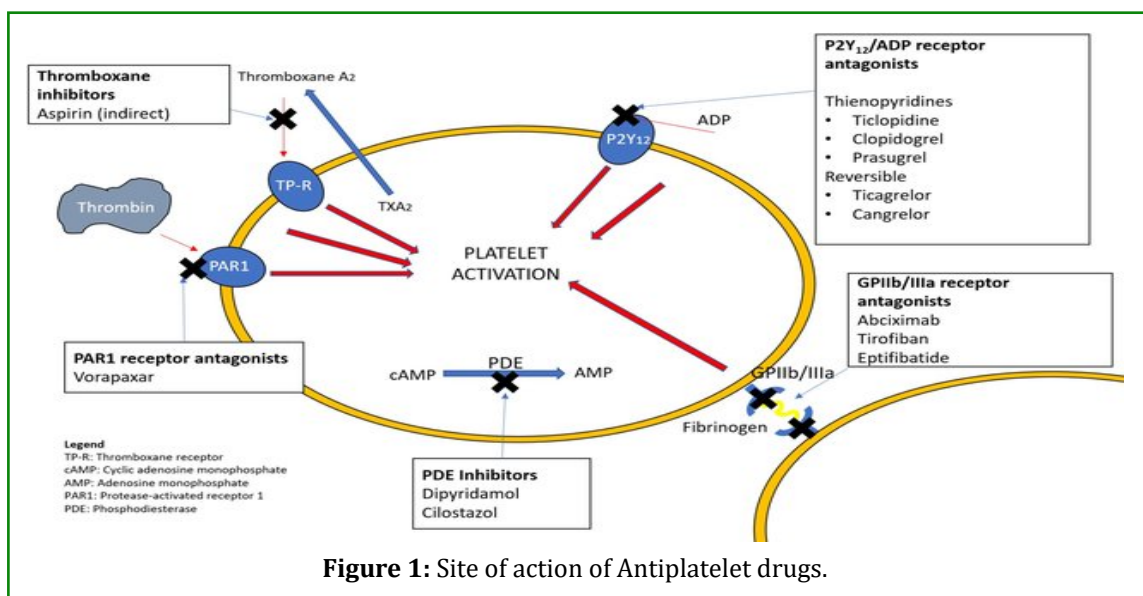 Thromboxane
inhibitors
Aspirin (indirect)
Thromboxane A2
P2Y12/ADP receptor
antagonists
Thienopyridines
• Ticlopidine
• Clopidogrel
• Prasugrel
Reversible
• Ticagrelor
• Cangrelor
ADP
P2Y12
TP-R
TXA2
Thrombin
PAR1
PLATELET
ACTIVATION
GPIIb/IIIa receptor
antagonists
Abciximab
Tirofiban
Eptifibatide
PAR1 receptor antagonists
Vorapaxar
PDE
cAMP
AMP
GPIIb/IIIa
Fibrinogen
Legend
TP-R: Thromboxane receptor
cAMP: Cyclic adenosine monophosphate
AMP: Adenosine monophosphate
PAR1: Protease-activated receptor 1
PDE: Phosphodiesterase
PDE Inhibitors
Dipyridamol
Cilostazol
Figure 1: Site of action of Antiplatelet drugs.